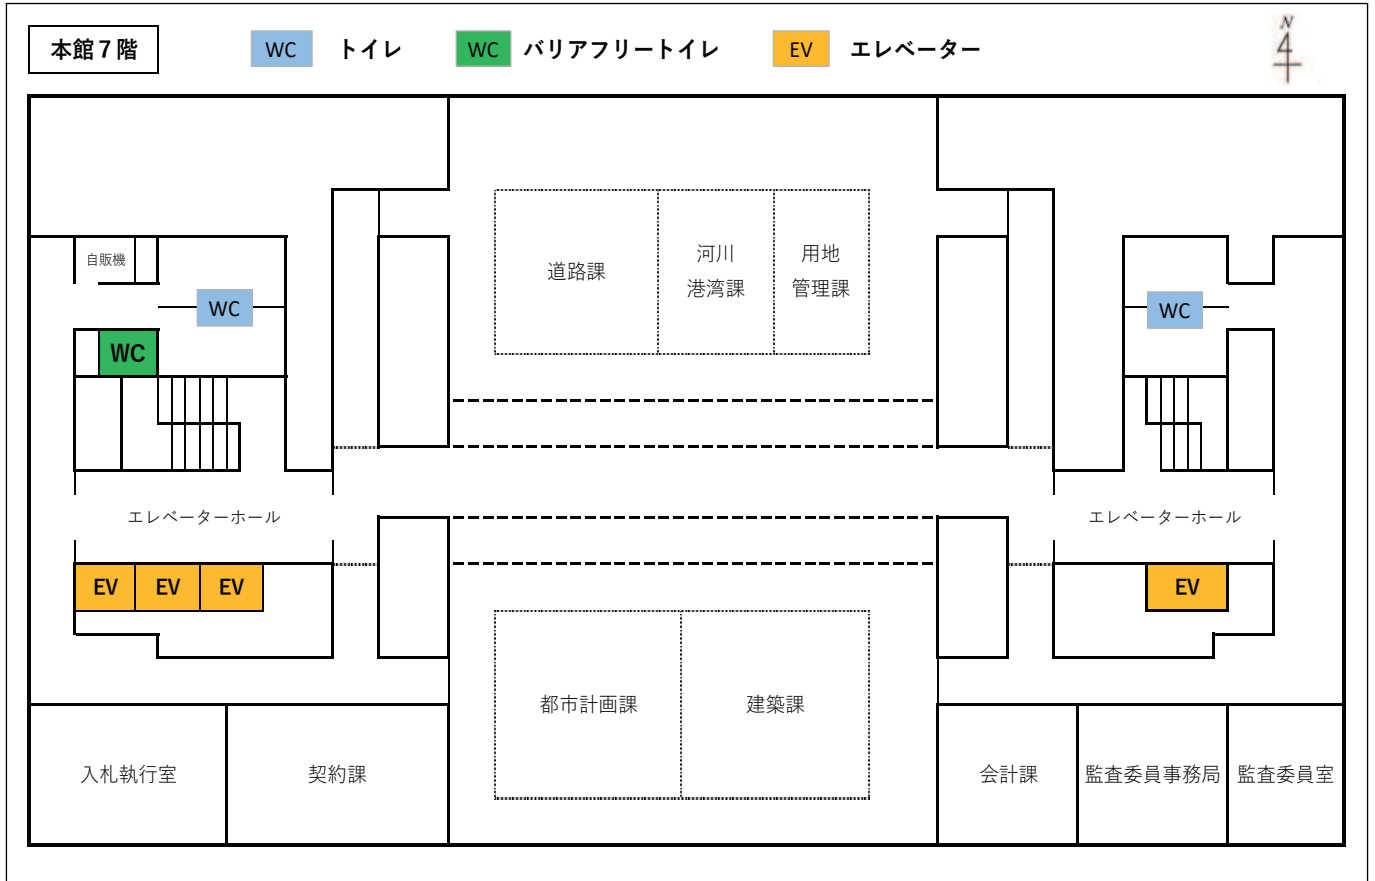 本館７階
WC トイレ WC バリアフリートイレ EV エレベーター
N
自販機
WC
WC
道路課
河川
港湾課
用地
管理課
WC
エレベーターホール
エレベーターホール
EV EV EV
EV
都市計画課
建築課
入札執行室
契約課
会計課
監査委員事務局
監査委員室